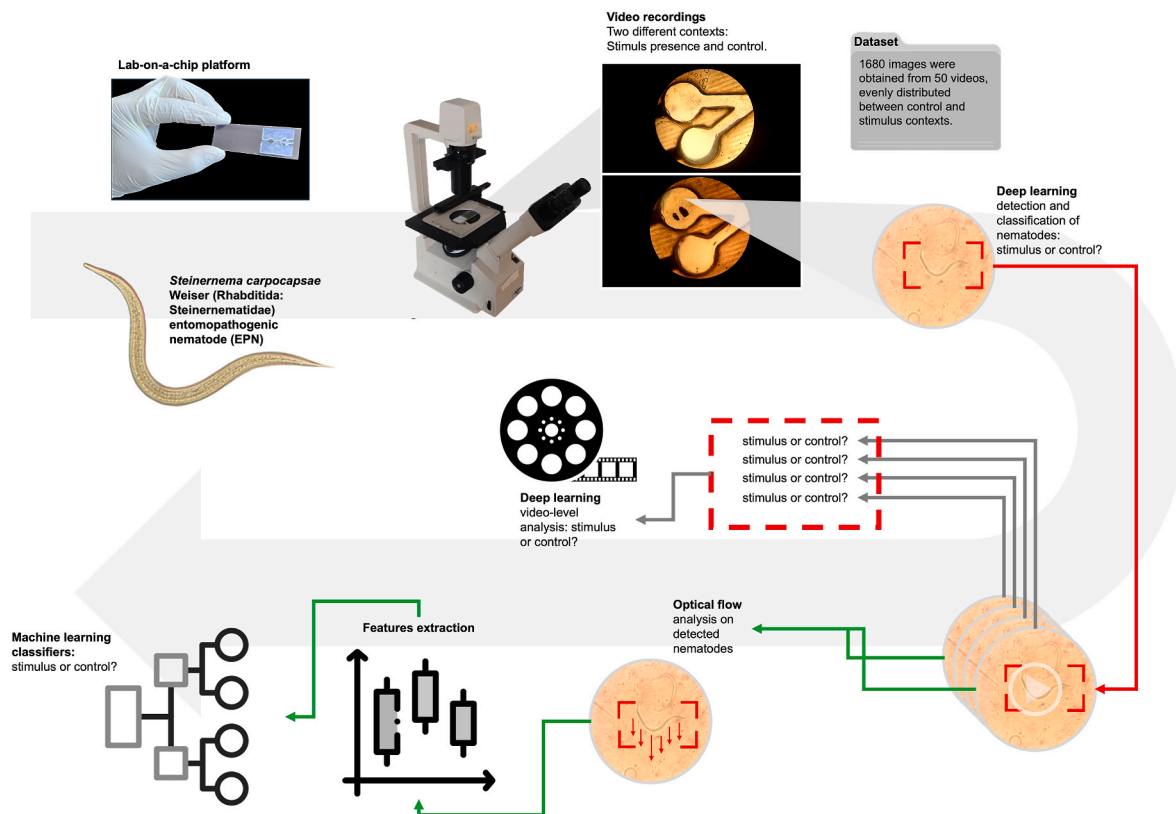 Lab-on-a-chip platform
Video recordings
Two different contexts:
Stimuls presence and control.
Dataset
1680 images were
obtained from 50 videos,
evenly distributed
between control and
stimulus contexts.
Deep learning
detection and
classification of
nematodes:
stimulus or control?
Steinernema carpocapsae
Weiser (Rhabditida:
Steinernematidae)
entomopathogenic
nematode (EPN)
stimulus or control?
stimulus or control?
stimulus or control?
stimulus or control?
Deep learning
video-level
analysis: stimulus
or control?
Optical flow
analysis on
detected
nematodes
Features extraction
Machine learning
classifiers:
stimulus or control?